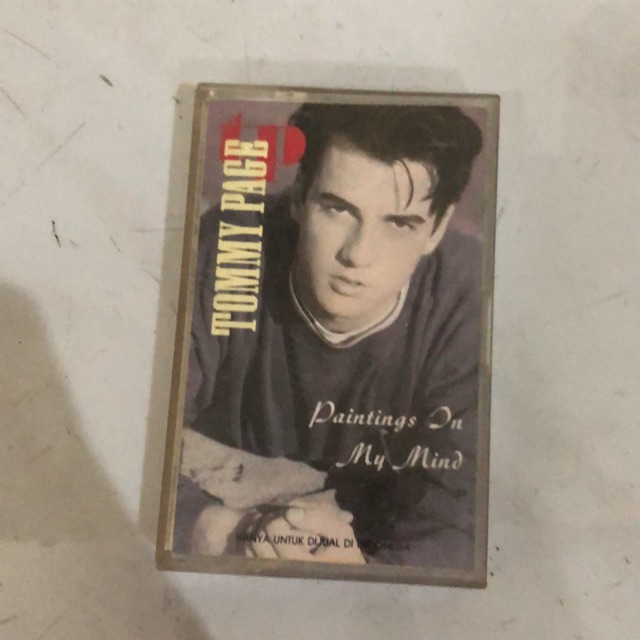 tp
TOMMY PAGE
Paintings In
My Mind
HANYA UNTUK DIJUAL DI INDONESIA